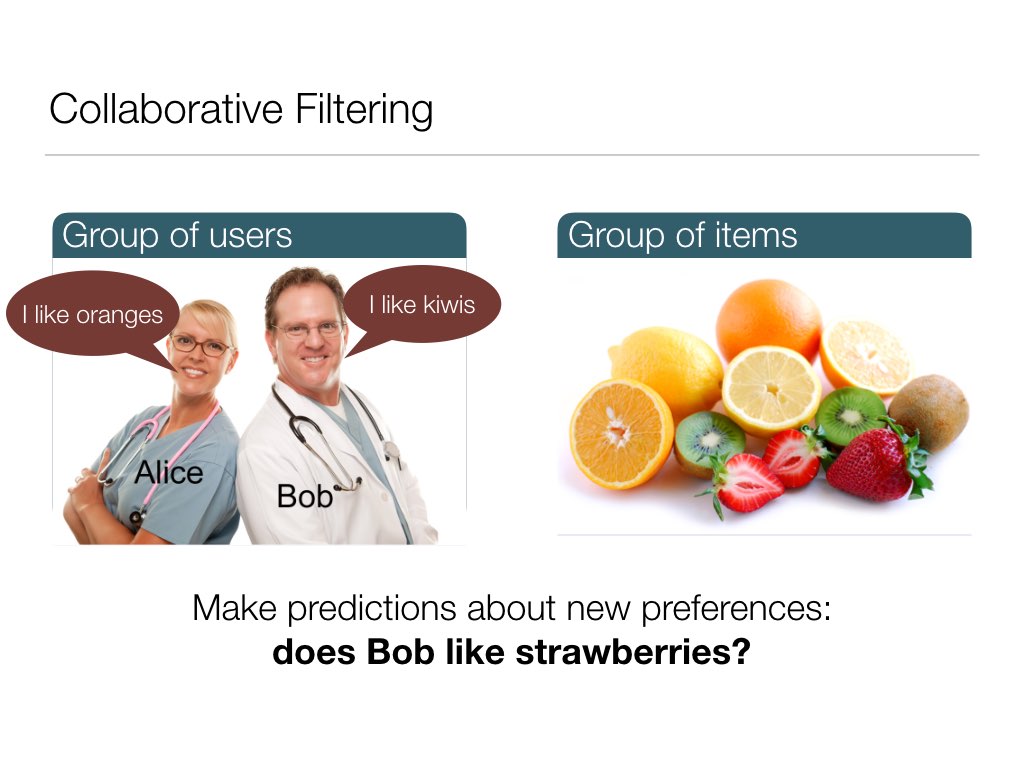 Collaborative Filtering
Group of users
Group of items
I like oranges
I like kiwis
Alice
Bob
Make predictions about new preferences:
does Bob like strawberries?